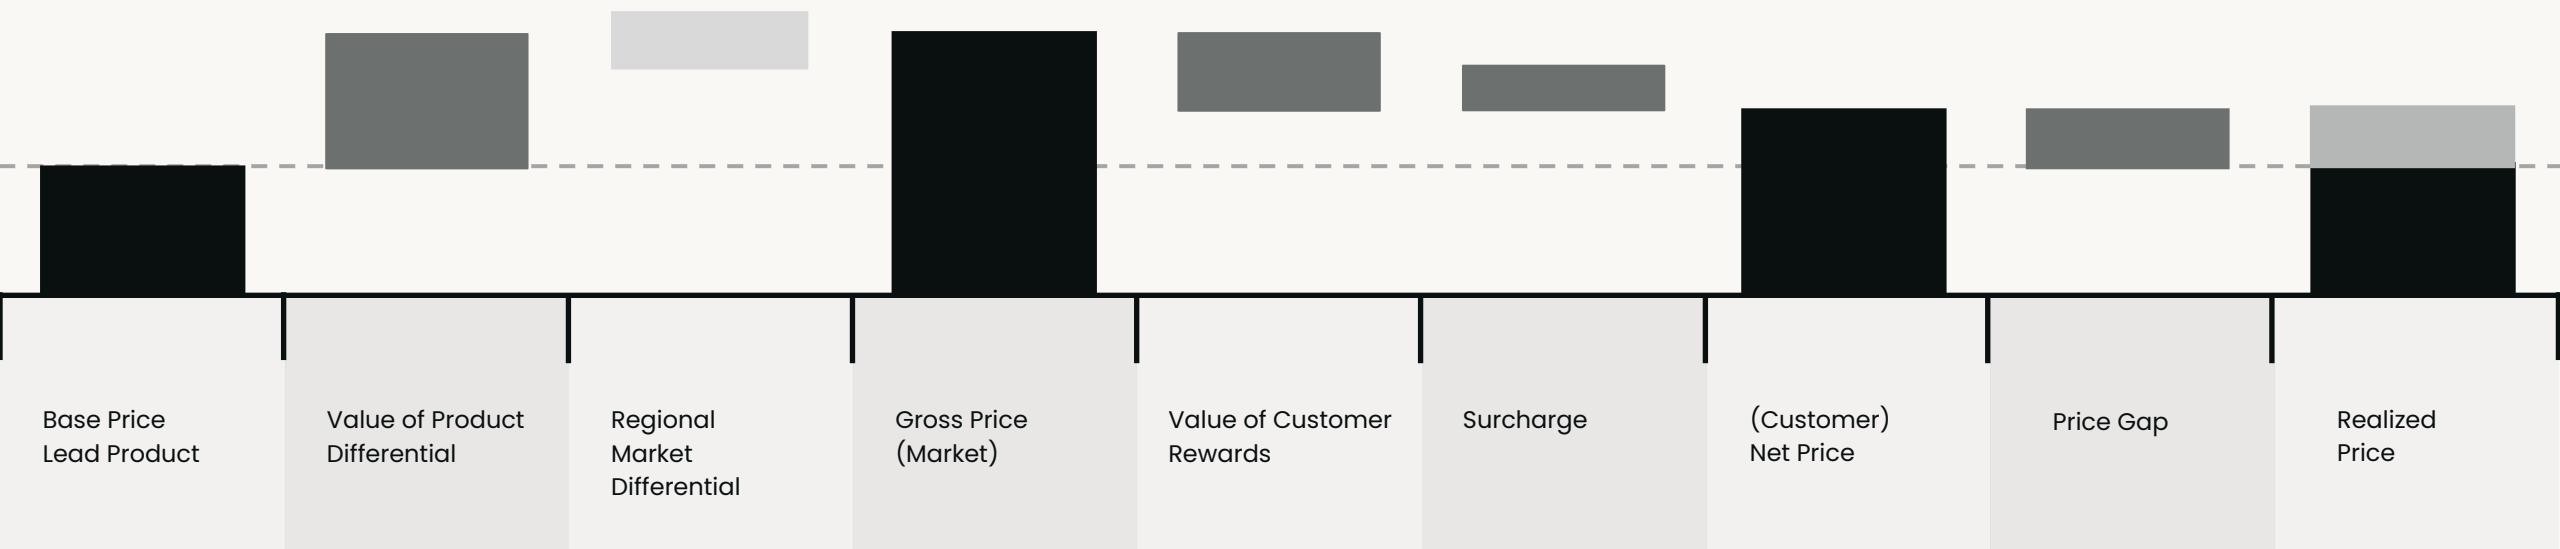 Base Price
Lead Product
Value of Product
Differential
Regional
Market
Differential
Gross Price
(Market)
Value of Customer
Rewards
Surcharge
(Customer)
Net Price
Price Gap
Realized
Price